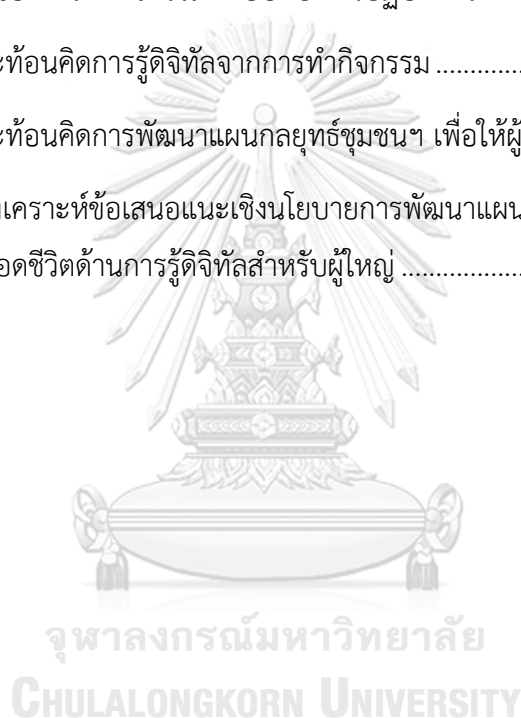 ะท้อนคิดการรู้ดิจิทัลจากการทำกิจกรรม ..............
ะท้อนคิดการพัฒนาแผนกลยุทธ์ชุมชนฯ เพื่อให้ผู้
เคราะห์ข้อเสนอแนะเชิงนโยบายการพัฒนาแผน
อดชีวิตด้านการรู้ดิจิทัลสำหรับผู้ใหญ่ ..................
จุฬาลงกรณ์มหาวิทยาลัย
CHULALONGKORN UNIVERSITY